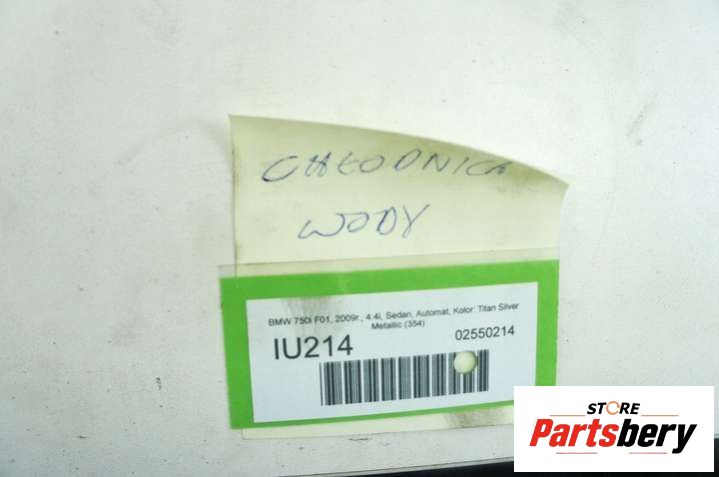 CHŁODNICA
WODY
BMW 750i F01, 2009r., 4.4i, Sedan, Automat, Kolor: Titan Silver
Metallic (354)
IU214
02550214
STORE
Partsbery